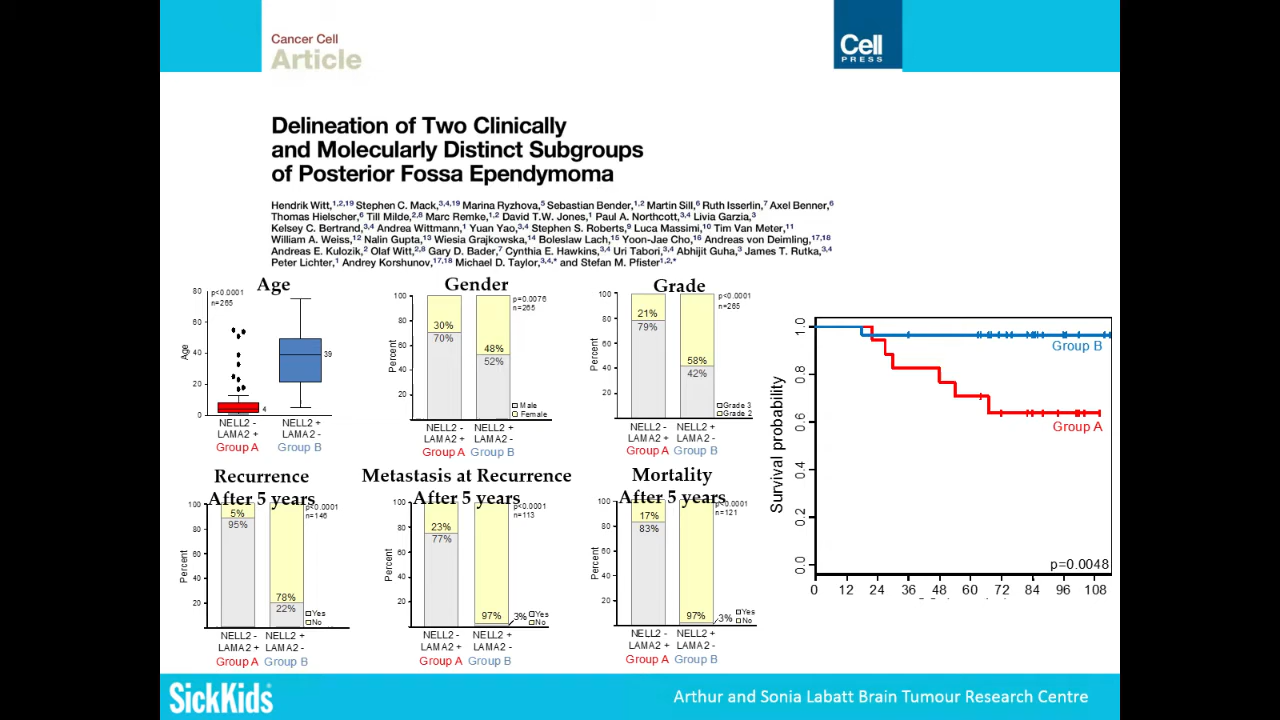 Cancer Cell
Article
Cell
PRESS
Delineation of Two Clinically
and Molecularly Distinct Subgroups
of Posterior Fossa Ependymoma
Hendrik Witt,1,2,19 Stephen C. Mack,3,4,19 Marina Ryzhova,5 Sebastian Bender,1,2 Martin Sill,6 Ruth Isserlin,7 Axel Benner,6
Thomas Hielscher,6 Till Milde,2,8 Marc Remke,1,2 David T.W. Jones,1 Paul A. Northcott,3,4 Livia Garzia,3
Kelsey C. Bertrand,3,4 Andrea Wittmann,1 Yuan Yao,3,4 Stephen S. Roberts,9 Luca Massimi,10 Tim Van Meter,11
William A. Weiss,12 Nalin Gupta,13 Wiesia Grajkowska,14 Boleslaw Lach,15 Yoon-Jae Cho,16 Andreas von Deimling,17,18
Andreas E. Kulozik,2 Olaf Witt,2,8 Gary D. Bader,7 Cynthia E. Hawkins,3,4 Uri Tabori,3,4 Abhijit Guha,3 James T. Rutka,3,4
Peter Lichter,1 Andrey Korshunov,17,18 Michael D. Taylor,3,4,* and Stefan M. Pfister1,2,*
Age
p<0.0001
n=265
Age
80
60
40
20
0
4
39
NELL2 -
LAMA2 +
Group A
NELL2 +
LAMA2 -
Group B
Gender
p=0.0076
n=265
Percent
100
80
60
40
20
30%
70%
48%
52%
Male
Female
NELL2 -
LAMA2 +
Group A
NELL2 +
LAMA2 -
Group B
Grade
p<0.0001
n=265
Percent
100
80
60
40
20
21%
79%
58%
42%
Grade 3
Grade 2
NELL2 -
LAMA2 +
Group A
NELL2 +
LAMA2 -
Group B
Recurrence
After 5 years
p<0.0001
n=146
Percent
100
80
60
40
20
5%
95%
78%
22%
Yes
No
NELL2 -
LAMA2 +
Group A
NELL2 +
LAMA2 -
Group B
Metastasis at Recurrence
After 5 years
p<0.0001
n=113
Percent
100
80
60
40
20
23%
77%
97%
3%
Yes
No
NELL2 -
LAMA2 +
Group A
NELL2 +
LAMA2 -
Group B
Mortality
After 5 years
p<0.0001
n=121
Percent
100
80
60
40
20
17%
83%
97%
3%
Yes
No
NELL2 -
LAMA2 +
Group A
NELL2 +
LAMA2 -
Group B
Survival probability
1.0
0.8
0.6
0.4
0.2
0.0
Group B
Group A
p=0.0048
0 12 24 36 48 60 72 84 96 108
SickKids
Arthur and Sonia Labatt Brain Tumour Research Centre